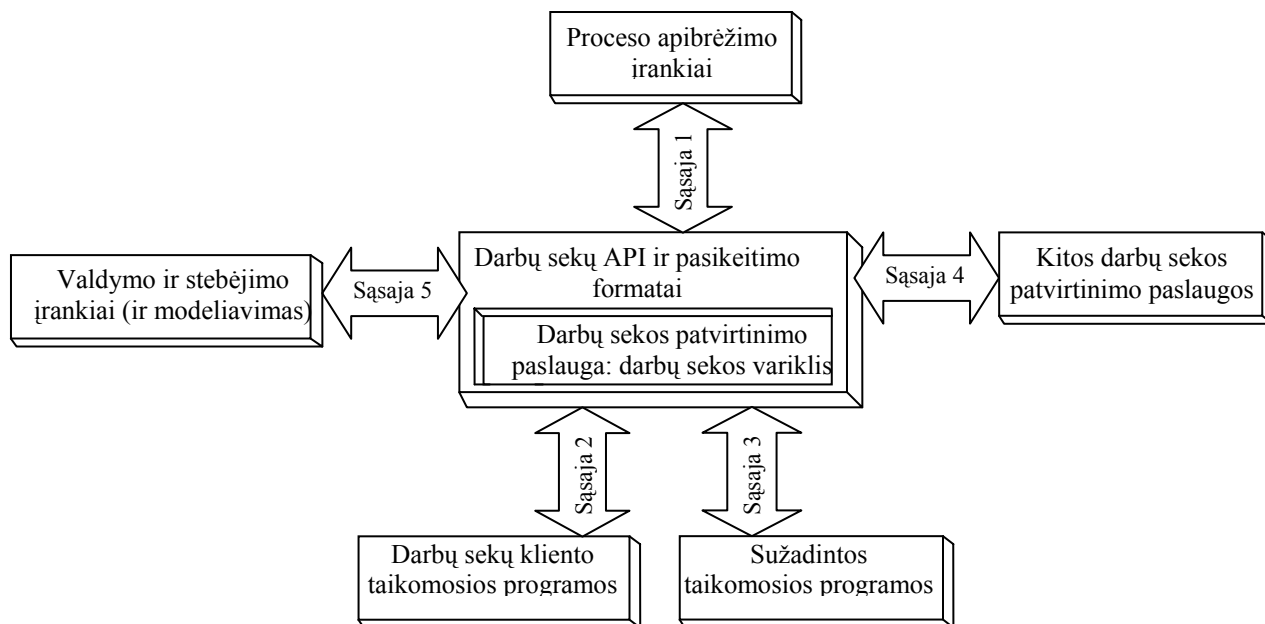 Proceso apibrėžimo
įrankiai
Sąsaja 1
Darbų sekų API ir pasikeitimo
formatai
Darbų sekos patvirtinimo
paslauga: darbų sekos variklis
Valdymo ir stebėjimo
įrankiai (ir modeliavimas)
Sąsaja 5
Sąsaja 4
Kitos darbų sekos
patvirtinimo paslaugos
Sąsaja 2
Sąsaja 3
Darbų sekų kliento
taikomosios programos
Sužadintos
taikomosios programos